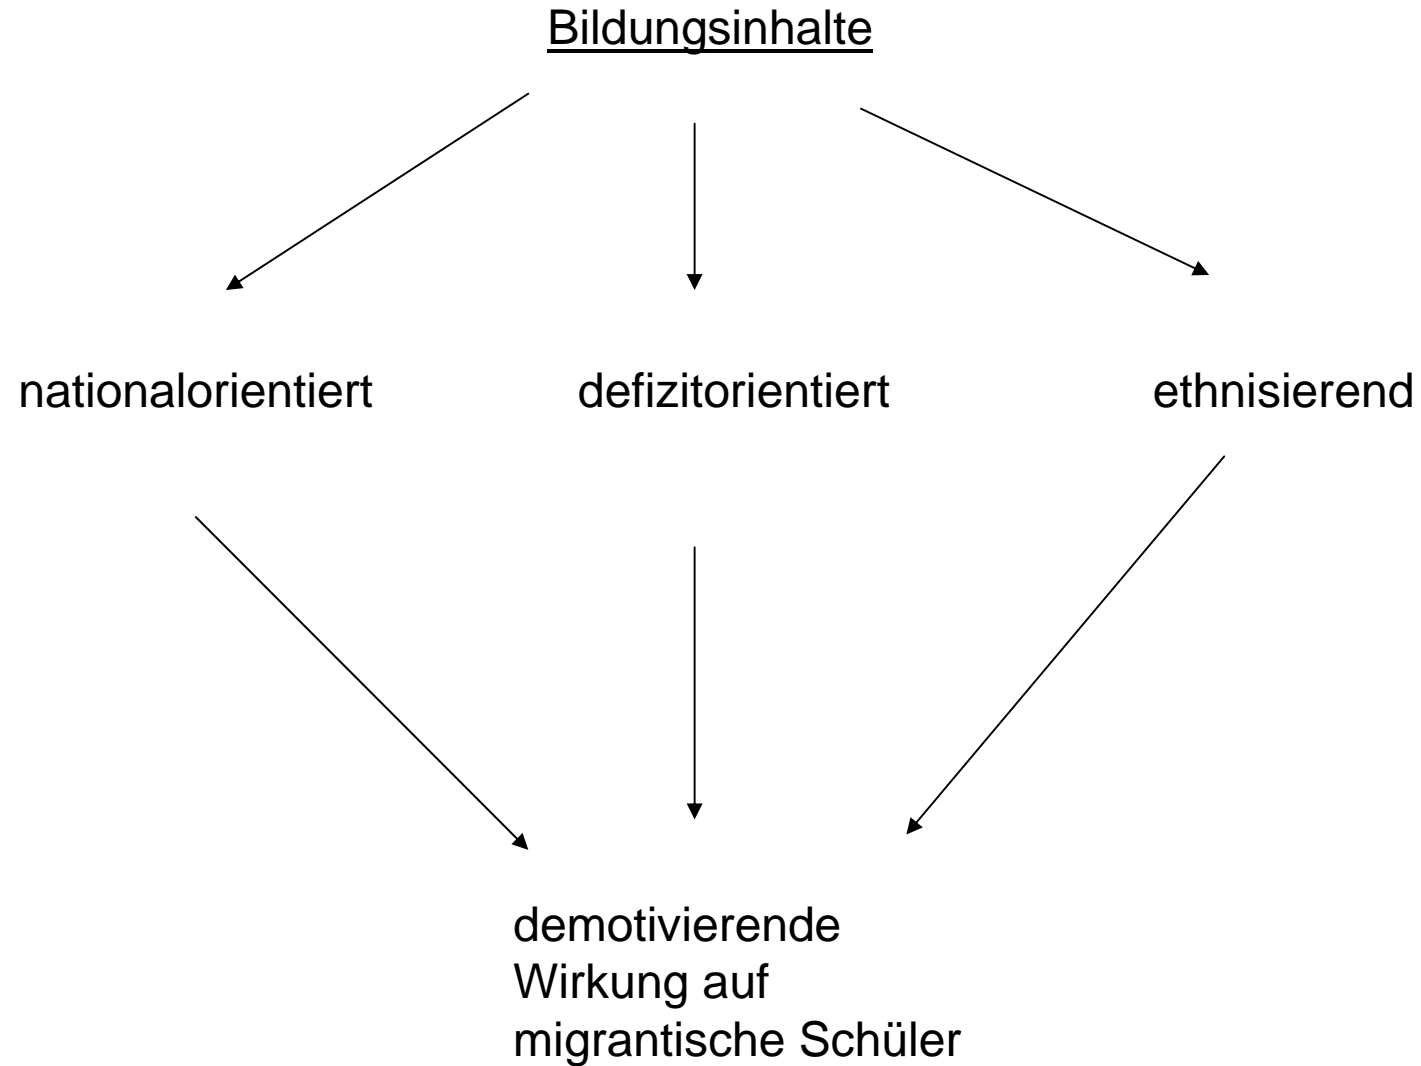 Bildungsinhalte
nationalorientiert
defizitorientiert
ethnisierend
demotivierende
Wirkung auf
migrantische Schüler